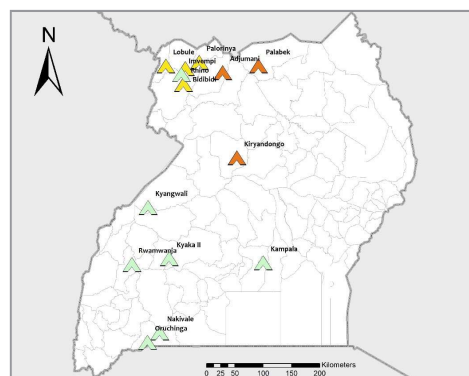 N
Palorinya
Lobule
Adjumani
Palabek
Imvempi
Rhino
Bidibidi
Kiryandongo
Kyangwali
Kyaka II
Rwamwanja
Kampala
Nakivale
Oruchinga
Kilometers
0 25 50 100 150 200